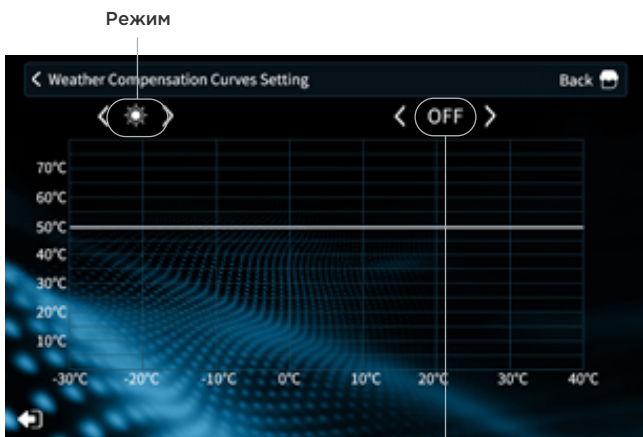 Режим
Weather Compensation Curves Setting Back
OFF
70°C
60°C
50°C
40°C
30°C
20°C
10°C
-30°C -20°C -10°C 0°C 10°C 20°C 30°C 40°C